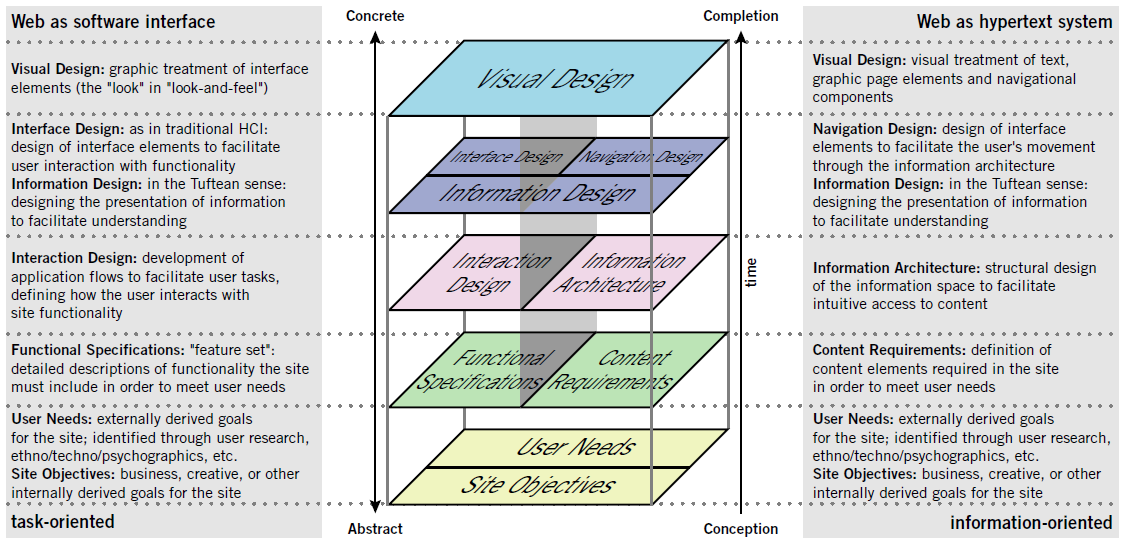 Web as software interface
Visual Design: graphic treatment of interface
elements (the "look" in "look-and-feel")
Interface Design: as in traditional HCI:
design of interface elements to facilitate
user interaction with functionality
Information Design: in the Tuftean sense:
designing the presentation of information
to facilitate understanding
Interaction Design: development of
application flows to facilitate user tasks,
defining how the user interacts with
site functionality
Functional Specifications: "feature set":
detailed descriptions of functionality the site
must include in order to meet user needs
User Needs: externally derived goals
for the site; identified through user research,
ethno/techno/psychographics, etc.
Site Objectives: business, creative, or other
internally derived goals for the site
task-oriented
Concrete
Completion
Visual Design
Interface Design
Navigation Design
Information Design
Interaction
Design
Information
Architecture
Functional
Specifications
Content
Requirements
User Needs
Site Objectives
time
Abstract
Conception
Web as hypertext system
Visual Design: visual treatment of text,
graphic page elements and navigational
components
Navigation Design: design of interface
elements to facilitate the user's movement
through the information architecture
Information Design: in the Tuftean sense:
designing the presentation of information
to facilitate understanding
Information Architecture: structural design
of the information space to facilitate
intuitive access to content
Content Requirements: definition of
content elements required in the site
in order to meet user needs
User Needs: externally derived goals
for the site; identified through user research,
ethno/techno/psychographics, etc.
Site Objectives: business, creative, or other
internally derived goals for the site
information-oriented